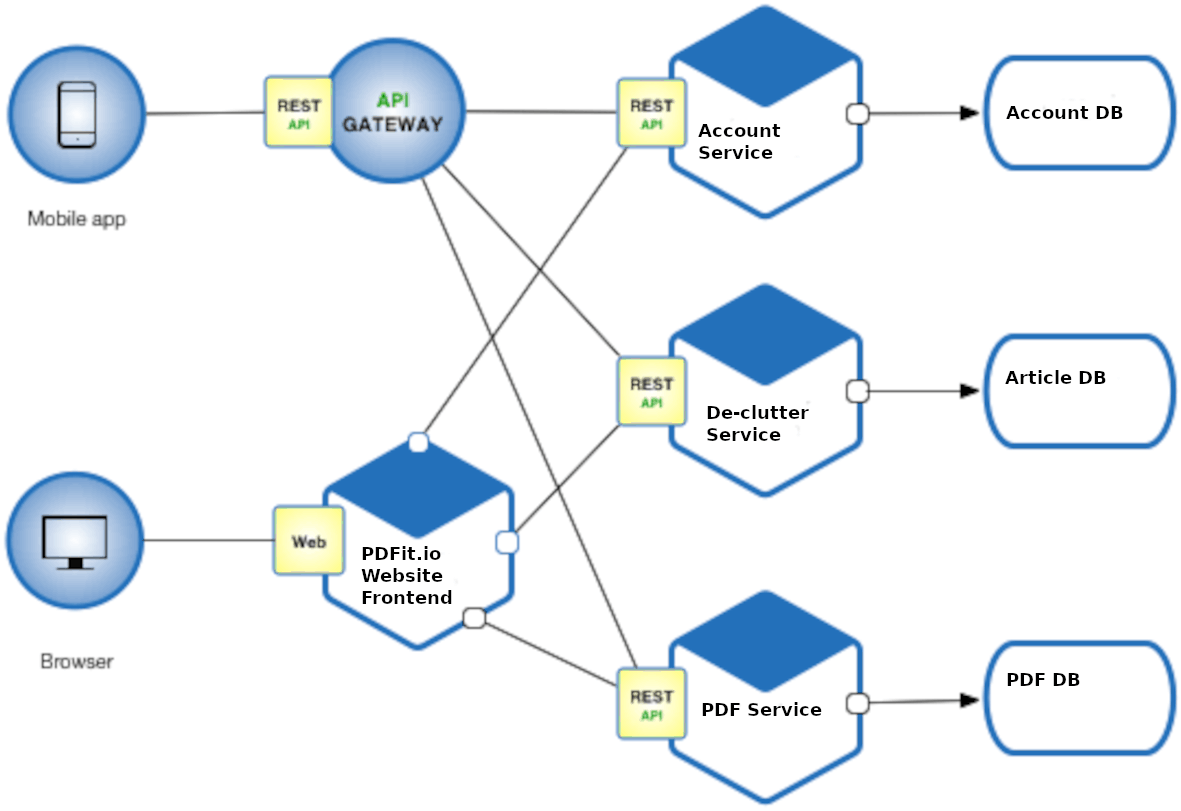 REST
API
API
GATEWAY
Mobile app
REST
API
Account
Service
Account DB
REST
API
De-clutter
Service
Article DB
Web
PDFit.io
Website
Frontend
Browser
REST
API
PDF Service
PDF DB